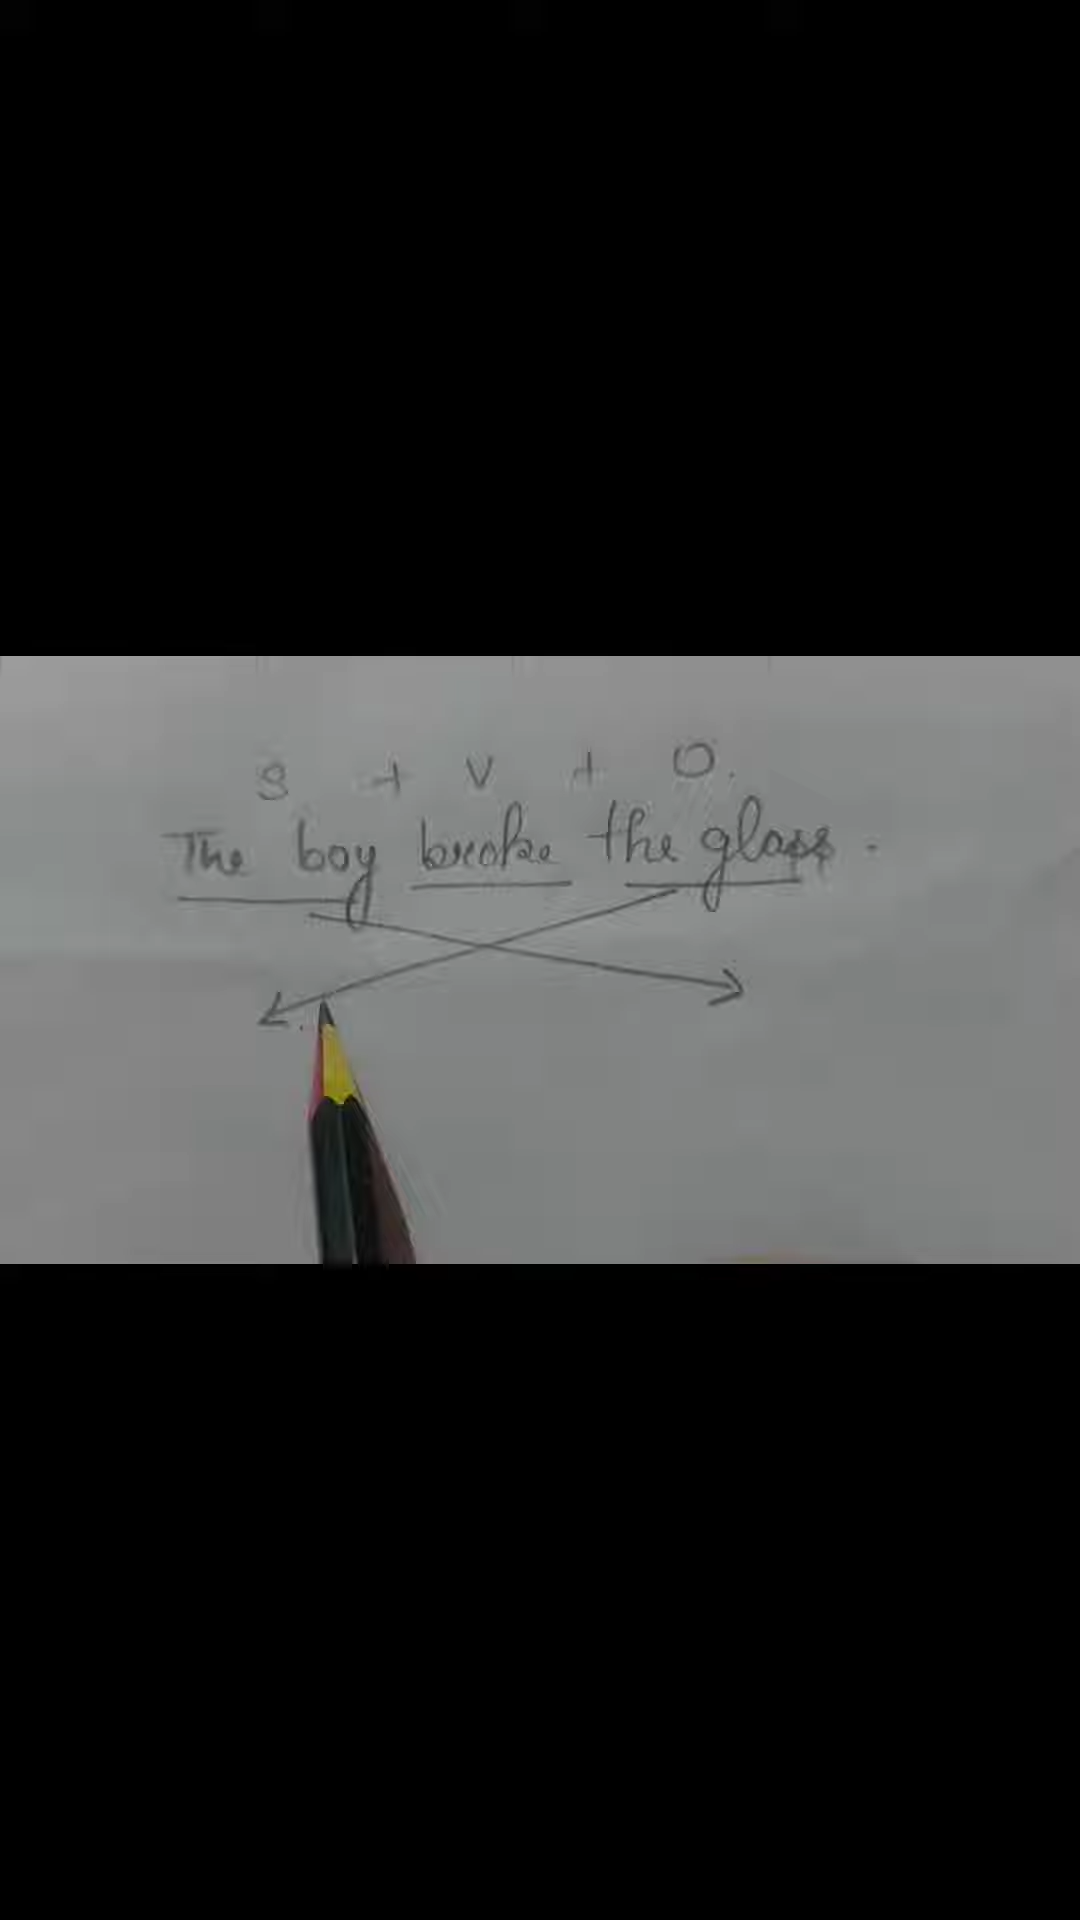 S + V + O.
The boy broke the glass.